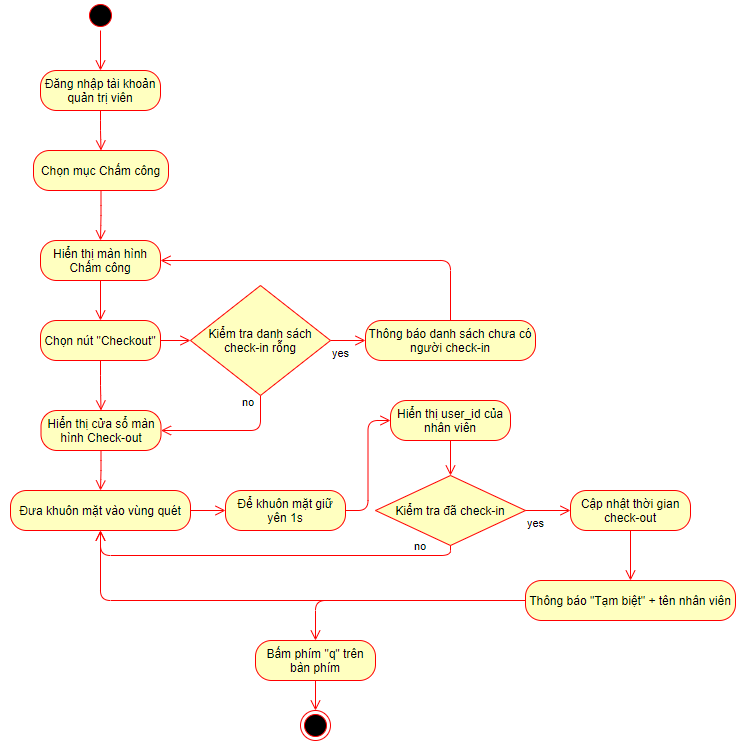 Đăng nhập tài khoản
quản trị viên
Chọn mục Chấm công
Hiển thị màn hình
Chấm công
Chọn nút "Checkout"
Kiểm tra danh sách
check-in rỗng
yes
Thông báo danh sách chưa có
người check-in
no
Hiển thị cửa sổ màn
hình Check-out
Hiển thị user_id của
nhân viên
Đưa khuôn mặt vào vùng quét
Để khuôn mặt giữ
yên 1s
Kiểm tra đã check-in
yes
Cập nhật thời gian
check-out
no
Thông báo "Tạm biệt" + tên nhân viên
Bấm phím "q" trên
bàn phím